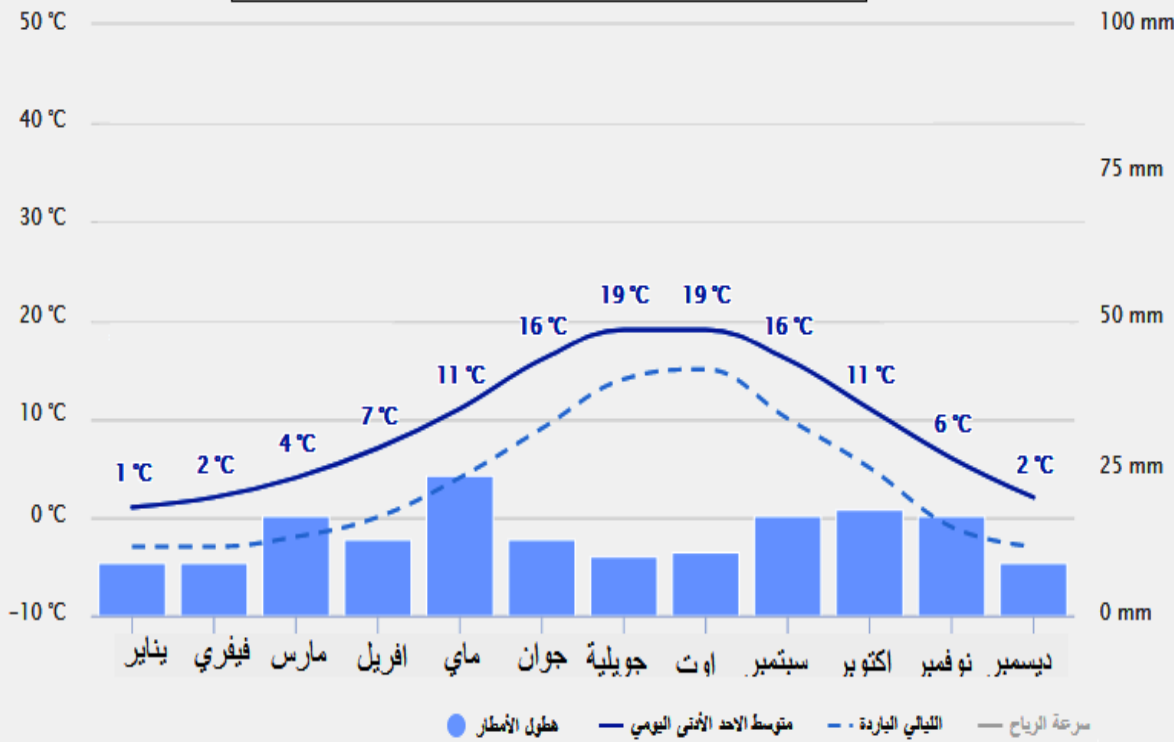 50 °C
100 mm
40 °C
75 mm
30 °C
20 °C
50 mm
10 °C
25 mm
0 °C
-10 °C
0 mm
1 °C
2 °C
4 °C
7 °C
11 °C
16 °C
19 °C
19 °C
16 °C
11 °C
6 °C
2 °C
يناير
فيفري
مارس
افريل
ماي
جوان
جويلية
اوت
سبتمبر
اكتوبر
نوفمبر
ديسمبر
هطول الأمطار
متوسط الاحد الأدنى اليومي
الليالي الباردة
سرعة الرياح